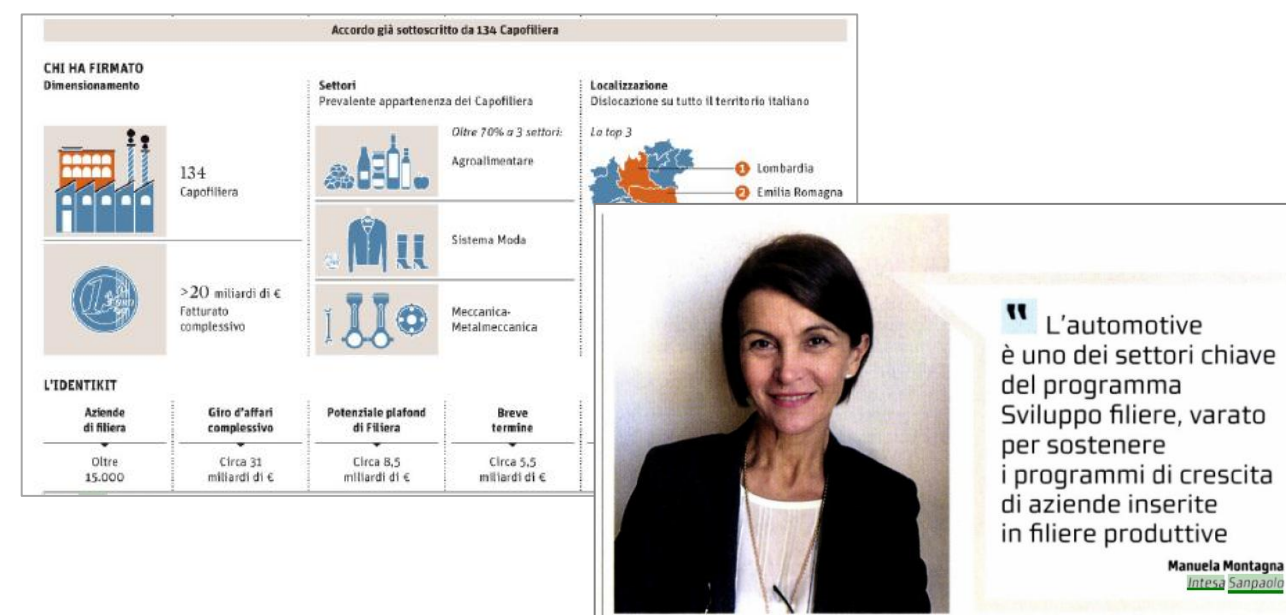 Accordo già sottoscritto da 134 Capofiliera
CHI HA FIRMATO
Dimensionamento
134
Capofiliera
>20 miliardi di €
Fatturato
complessivo
Settori
Prevalente appartenenza dei Capofiliera
Oltre 70% a 3 settori:
Agroalimentare
Sistema Moda
Meccanica-
Metalmeccanica
Localizzazione
Dislocazione su tutto il territorio italiano
La top 3
1 Lombardia
2 Emilia Romagna
L'IDENTIKIT
Aziende
di filiera
Oltre
15.000
Giro d'affari
complessivo
Circa 31
miliardi di €
Potenziale plafond
di Filiera
Circa 8,5
miliardi di €
Breve
termine
Circa 5,5
miliardi di €
" L'automotive
è uno dei settori chiave
del programma
Sviluppo filiere, varato
per sostenere
i programmi di crescita
di aziende inserite
in filiere produttive
Manuela Montagna
Intesa Sanpaolo